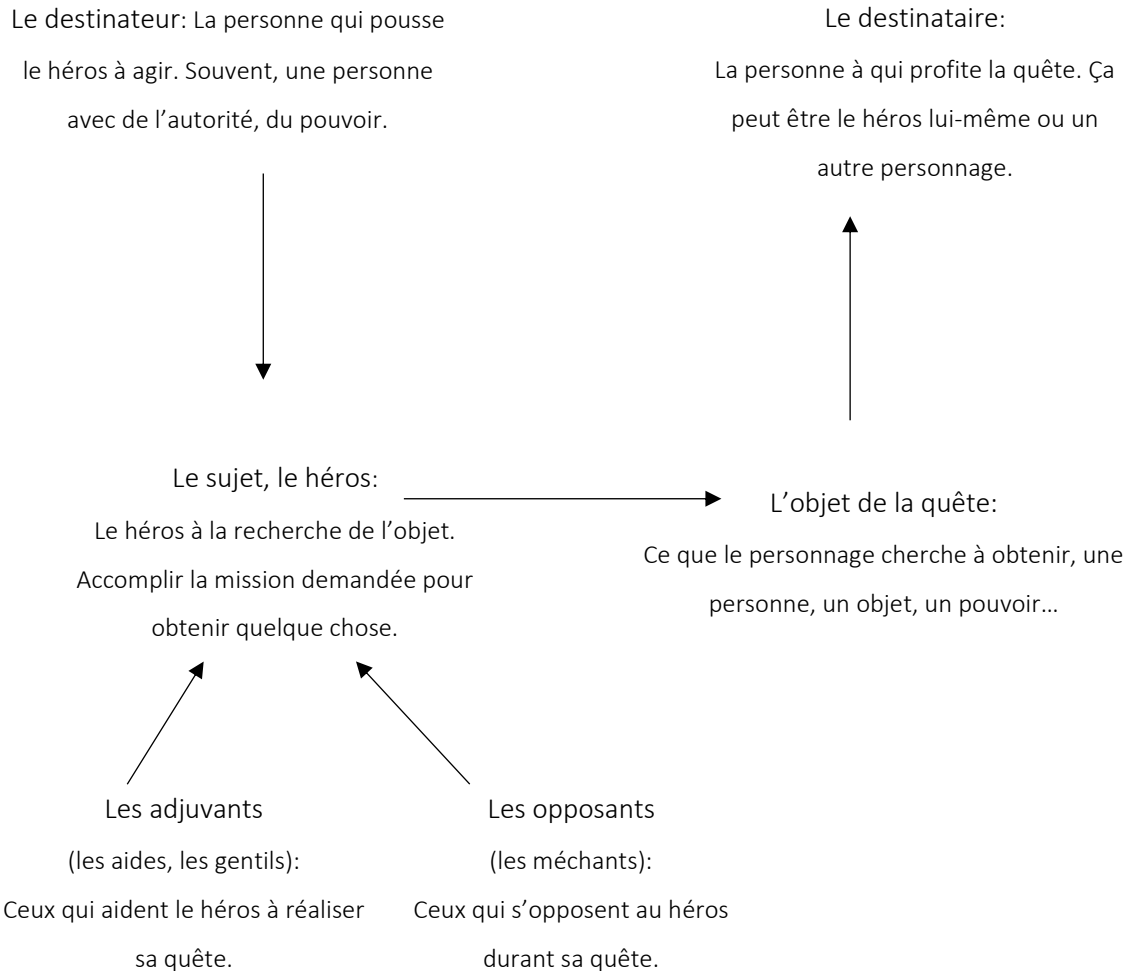 Le destinateur: La personne qui pousse
le héros à agir. Souvent, une personne
avec de l’autorité, du pouvoir.
Le destinataire:
La personne à qui profite la quête. Ça
peut être le héros lui-même ou un
autre personnage.
Le sujet, le héros:
Le héros à la recherche de l’objet.
Accomplir la mission demandée pour
obtenir quelque chose.
L’objet de la quête:
Ce que le personnage cherche à obtenir, une
personne, un objet, un pouvoir…
Les adjuvants
(les aides, les gentils):
Ceux qui aident le héros à réaliser
sa quête.
Les opposants
(les méchants):
Ceux qui s’opposent au héros
durant sa quête.